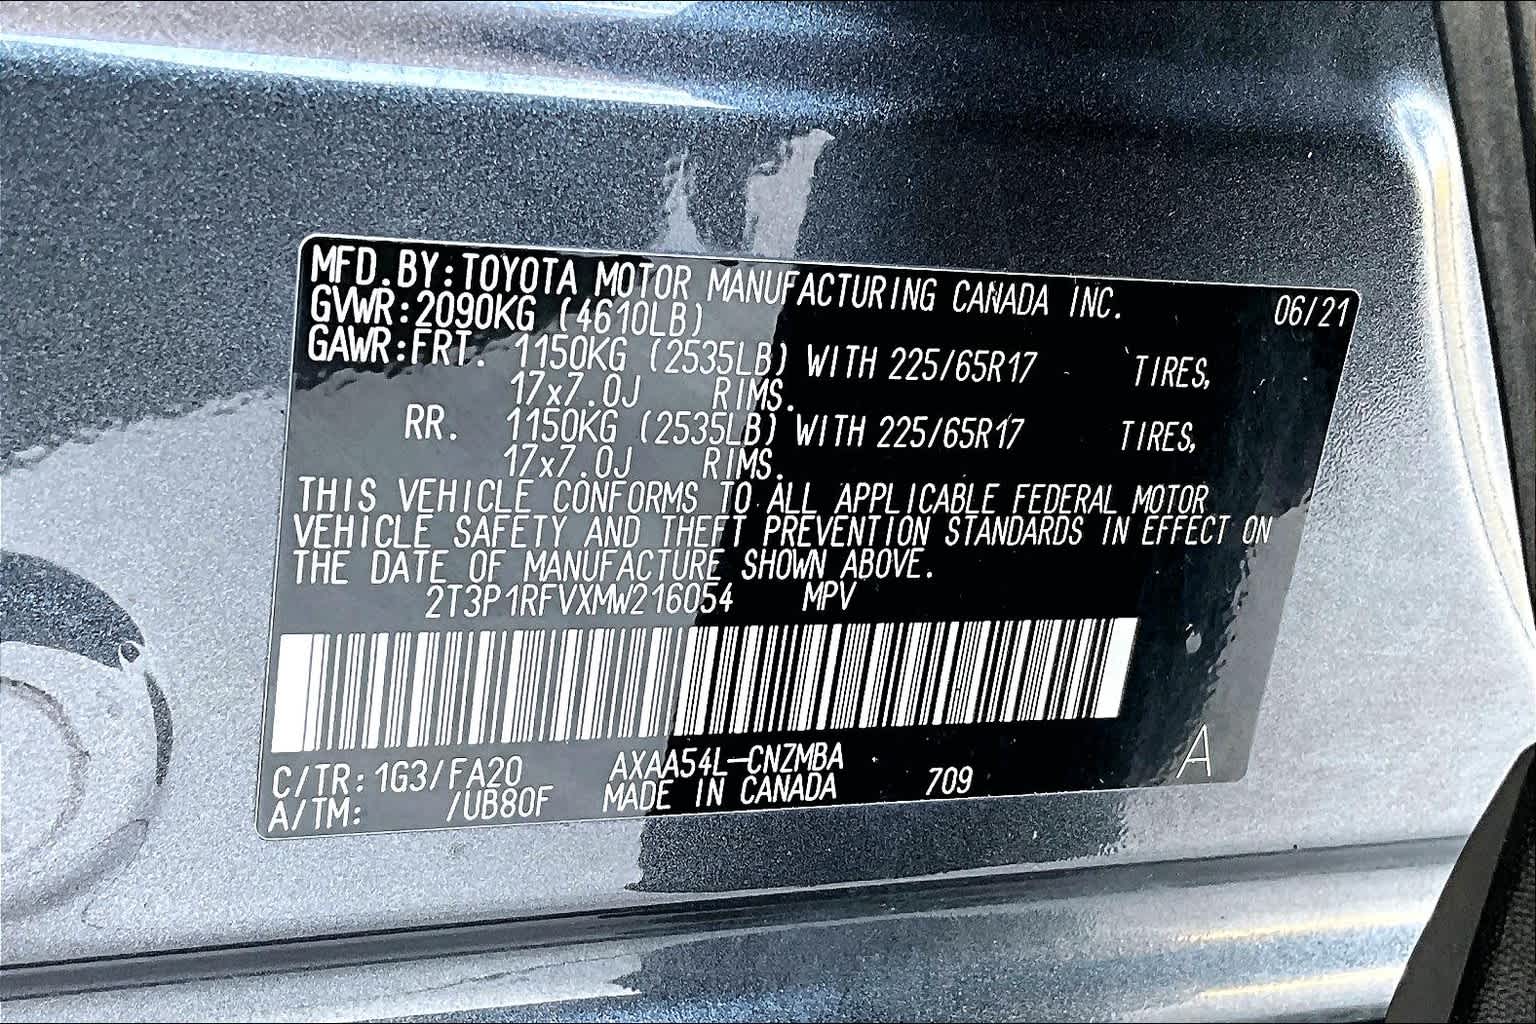 MFD.BY:TOYOTA MOTOR MANUFACTURING CANADA INC. 06/21
GVWR:2090KG (4610LB)
GAWR:FRT. 1150KG (2535LB) WITH 225/65R17 TIRES,
17x7.0J RIMS.
RR. 1150KG (2535LB) WITH 225/65R17 TIRES,
17x7.0J RIMS.
THIS VEHICLE CONFORMS TO ALL APPLICABLE FEDERAL MOTOR
VEHICLE SAFETY AND THEFT PREVENTION STANDARDS IN EFFECT ON
THE DATE OF MANUFACTURE SHOWN ABOVE.
2T3P1RFVXMW216054 MPV
C/TR: 1G3/FA20 AXAA54L-CNZMBA
A/TM: /UB80F MADE IN CANADA 709 A